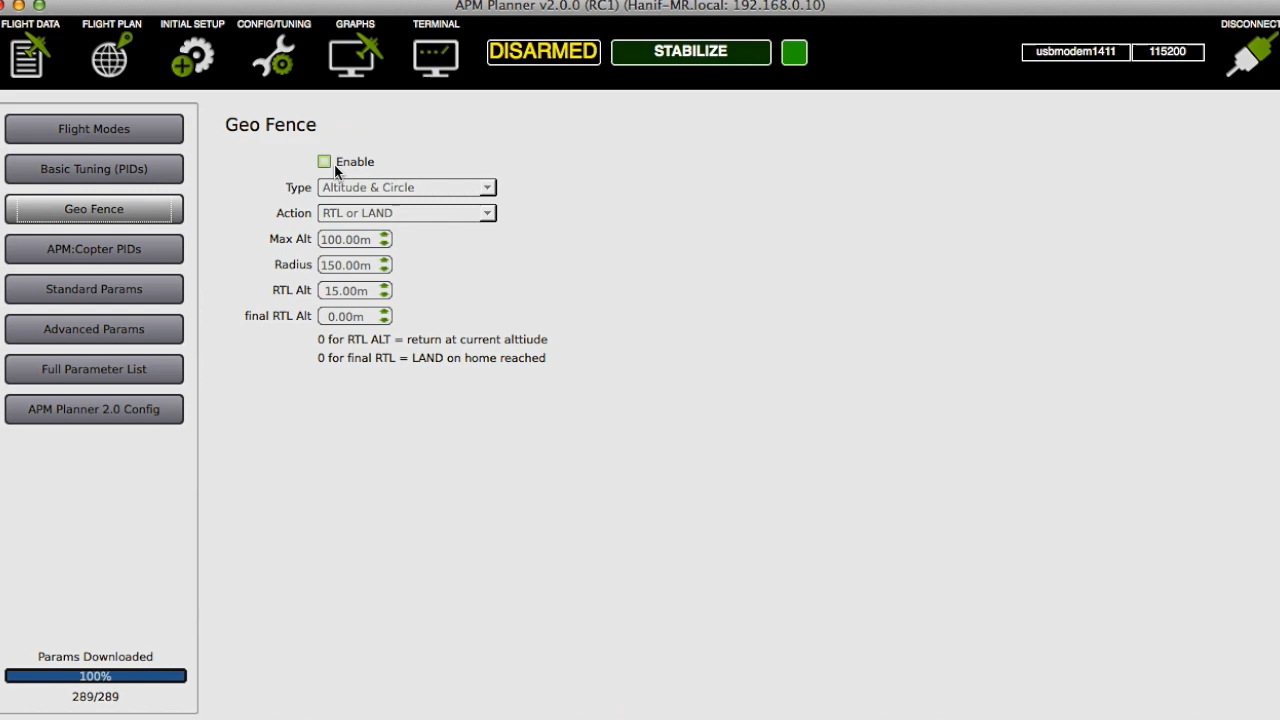 APM Planner v2.0.0 (RC1) (Hanif-MR.local: 192.168.0.10)
FLIGHT DATA FLIGHT PLAN INITIAL SETUP CONFIG/TUNING GRAPHS TERMINAL DISCONNECT
DISARMED STABILIZE usbmodem1411 115200
Flight Modes
Basic Tuning (PIDs)
Geo Fence
APM:Copter PIDs
Standard Params
Advanced Params
Full Parameter List
APM Planner 2.0 Config
Params Downloaded
100%
289/289
Geo Fence
Enable
Type Altitude & Circle
Action RTL or LAND
Max Alt 100.00m
Radius 150.00m
RTL Alt 15.00m
final RTL Alt 0.00m
0 for RTL ALT = return at current alttiude
0 for final RTL = LAND on home reached